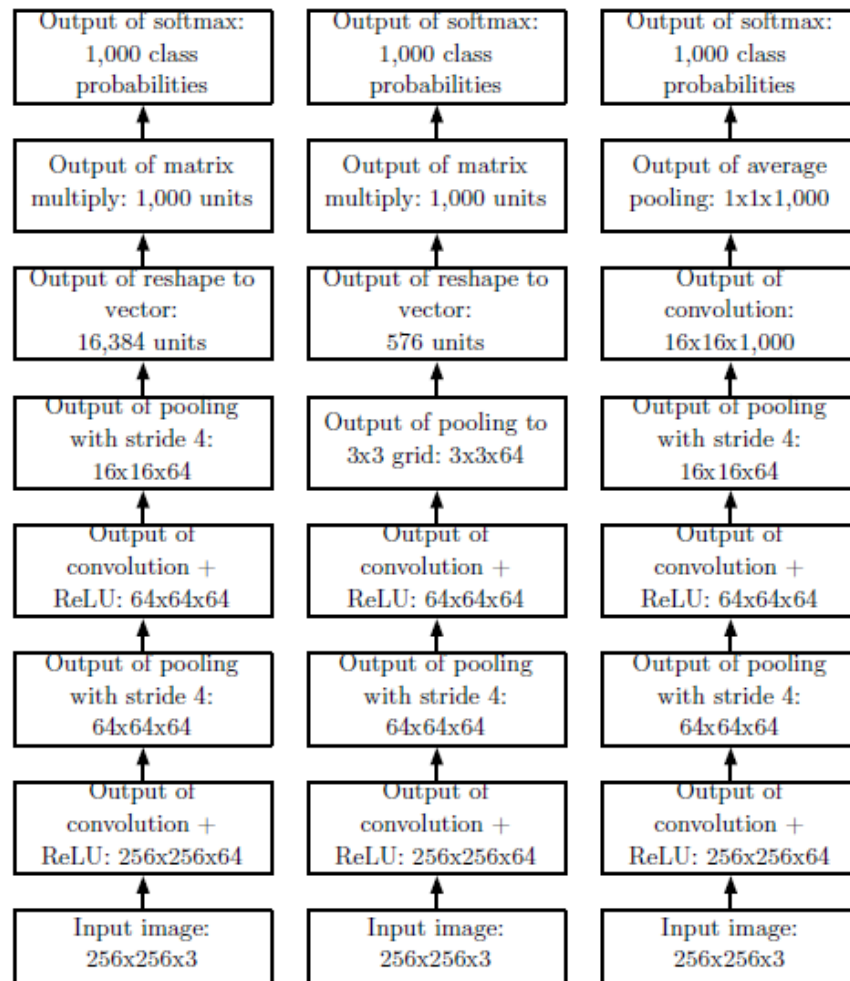 Output of softmax:
1,000 class
probabilities
Output of matrix
multiply: 1,000 units
Output of reshape to
vector:
16,384 units
Output of pooling
with stride 4:
16x16x64
Output of
convolution +
ReLU: 64x64x64
Output of pooling
with stride 4:
64x64x64
Output of
convolution +
ReLU: 256x256x64
Input image:
256x256x3
Output of softmax:
1,000 class
probabilities
Output of matrix
multiply: 1,000 units
Output of reshape to
vector:
576 units
Output of pooling to
3x3 grid: 3x3x64
Output of
convolution +
ReLU: 64x64x64
Output of pooling
with stride 4:
64x64x64
Output of
convolution +
ReLU: 256x256x64
Input image:
256x256x3
Output of softmax:
1,000 class
probabilities
Output of average
pooling: 1x1x1,000
Output of
convolution:
16x16x1,000
Output of pooling
with stride 4:
16x16x64
Output of
convolution +
ReLU: 64x64x64
Output of pooling
with stride 4:
64x64x64
Output of
convolution +
ReLU: 256x256x64
Input image:
256x256x3